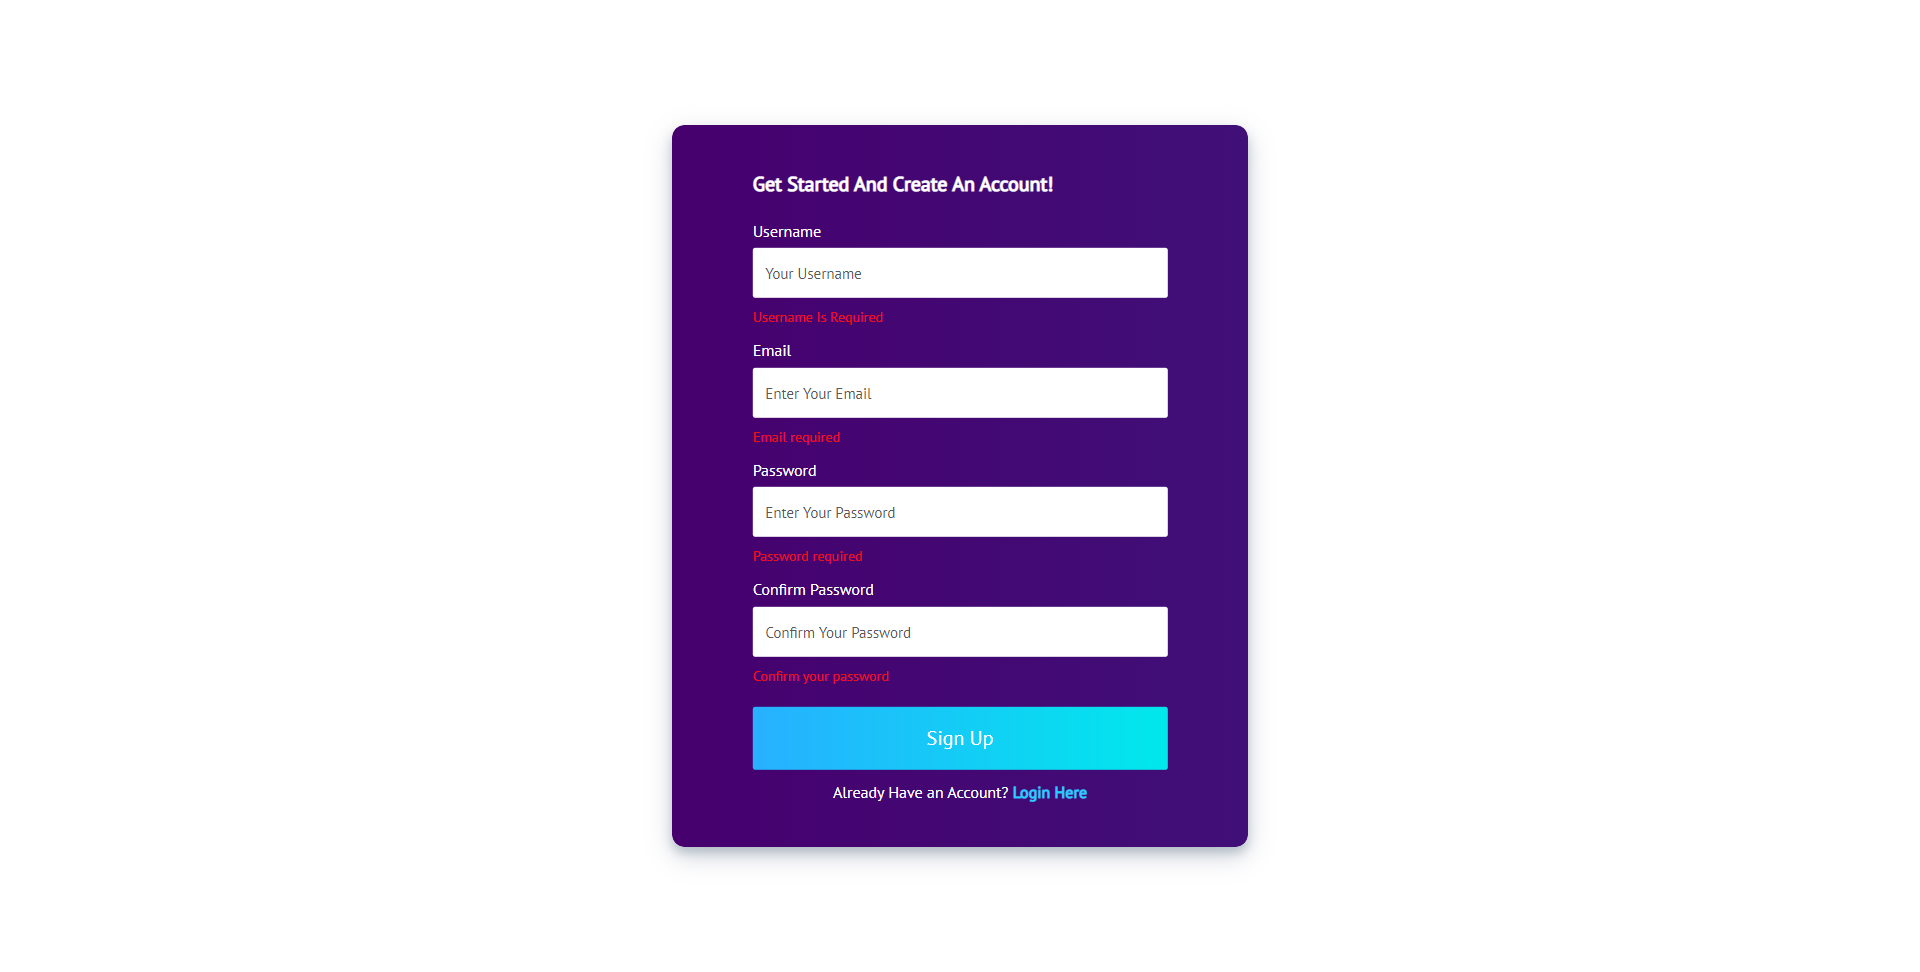 Get Started And Create An Account!
Username
Your Username
Username Is Required
Email
Enter Your Email
Email required
Password
Enter Your Password
Password required
Confirm Password
Confirm Your Password
Confirm your password
Sign Up
Already Have an Account? Login Here